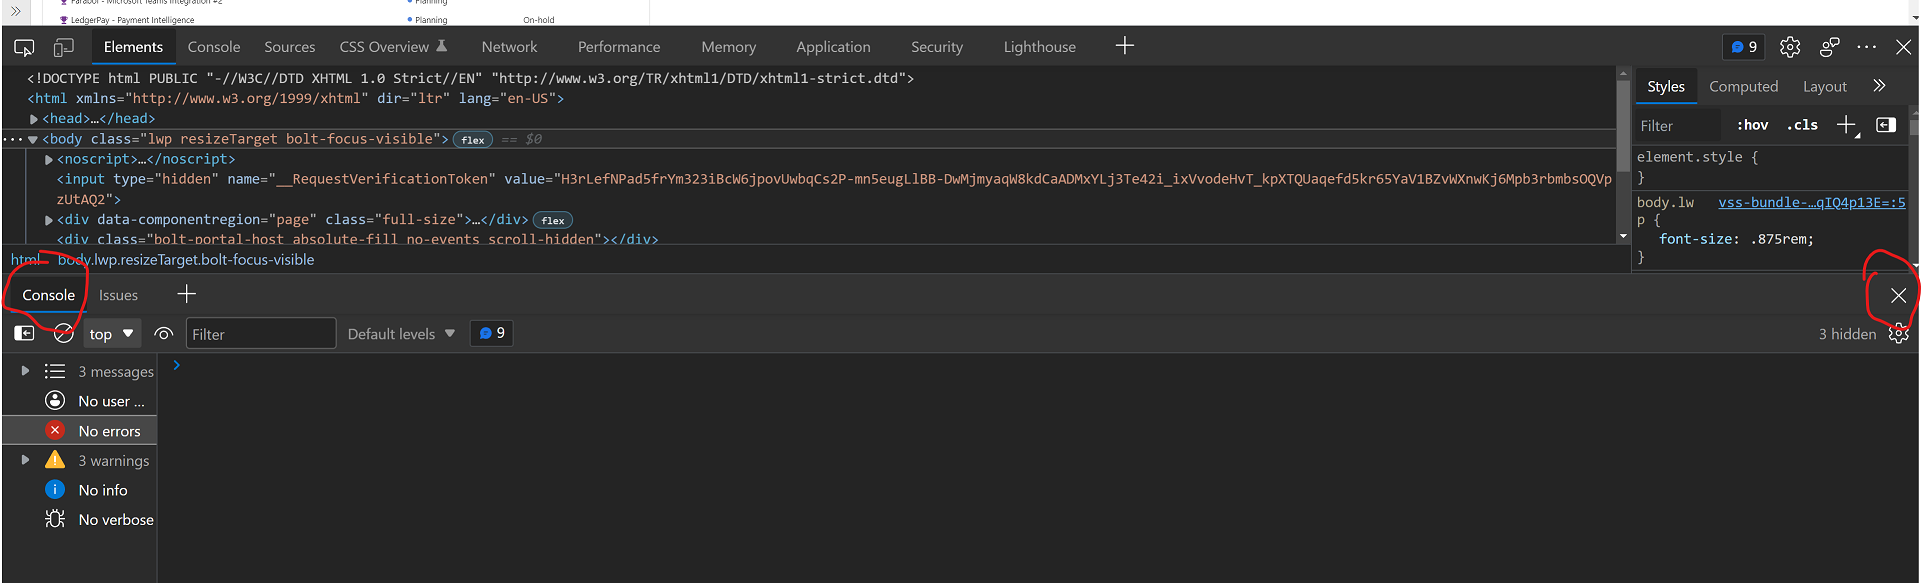 Parabol - Microsoft Teams Integration #2 Planning
LedgerPay - Payment Intelligence Planning On-hold
Elements Console Sources CSS Overview Network Performance Memory Application Security Lighthouse 9
<!DOCTYPE html PUBLIC "-//W3C//DTD XHTML 1.0 Strict//EN" "http://www.w3.org/TR/xhtml1/DTD/xhtml1-strict.dtd">
<html xmlns="http://www.w3.org/1999/xhtml" dir="ltr" lang="en-US">
<head>…</head>
<body class="lwp resizeTarget bolt-focus-visible"> flex == $0
<noscript>…</noscript>
<input type="hidden" name="__RequestVerificationToken" value="H3rLefNPad5frYm323iBcW6jpovUwbqCs2P-mn5eugLlBB-DwMjmyaqW8kdCaADMxYLj3Te42i_ixVvodeHvT_kpXTQUaqefd5kr65YaV1BZvWXnwKj6Mpb3rbmbsOQVp
zUtAQ2">
<div data-componentregion="page" class="full-size">…</div> flex
<div class="bolt-portal-host absolute-fill no-events scroll-hidden"></div>
html body.lwp.resizeTarget.bolt-focus-visible
Styles Computed Layout
Filter :hov .cls
element.style {
}
body.lw vss-bundle-…qIQ4p13E=:5
p {
font-size: .875rem;
}
Console Issues
top Filter Default levels 9 3 hidden
3 messages
No user ...
No errors
3 warnings
No info
No verbose